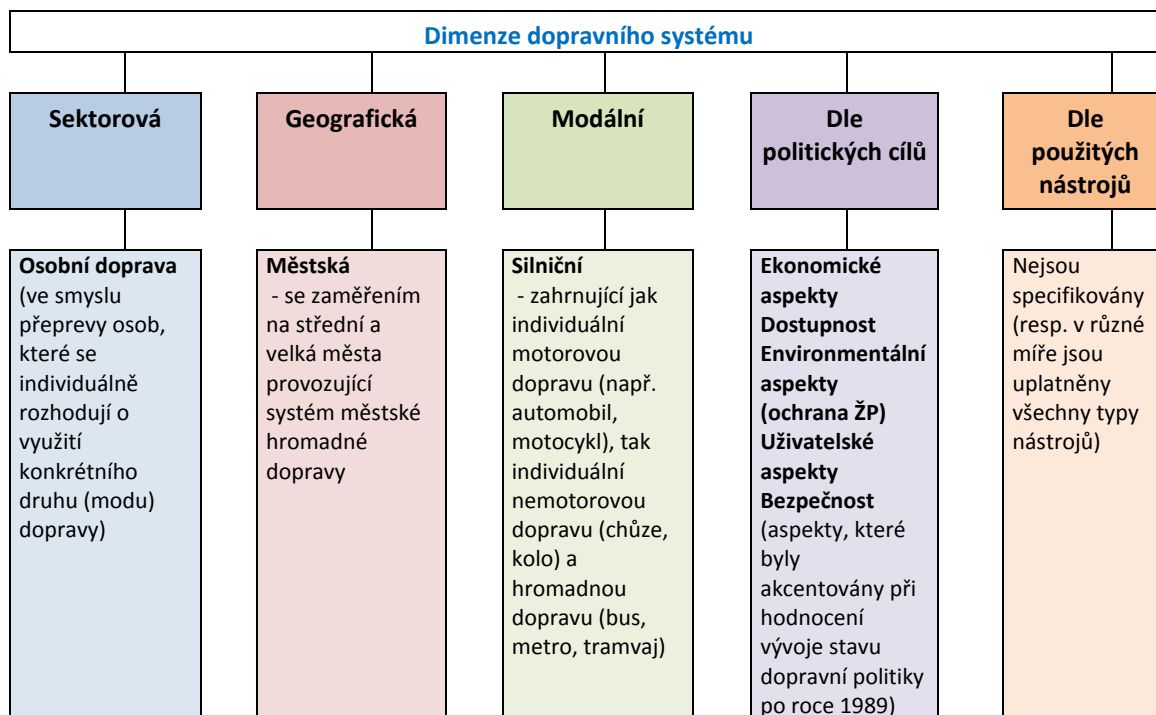 Dimenze dopravního systému
Sektorová
Geografická
Modální
Dle
politických cílů
Dle
použitých
nástrojů
Osobní doprava
(ve smyslu
přeprevy osob,
které se
individuálně
rozhodují o
využití
konkrétního
druhu (modu)
dopravy)
Městská
- se zaměřením
na střední a
velká města
provozující
systém městské
hromadné
dopravy
Silniční
- zahrnující jak
individuální
motorovou
dopravu (např.
automobil,
motocykl), tak
individuální
nemotorovou
dopravu (chůze,
kolo) a
hromadnou
dopravu (bus,
metro, tramvaj)
Ekonomické
aspekty
Dostupnost
Environmentální
aspekty
(ochrana ŽP)
Uživatelské
aspekty
Bezpečnost
(aspekty, které
byly
akcentovány při
hodnocení
vývoje stavu
dopravní politiky
po roce 1989)
Nejsou
specifikovány
(resp. v různé
míře jsou
uplatněny
všechny typy
nástrojů)